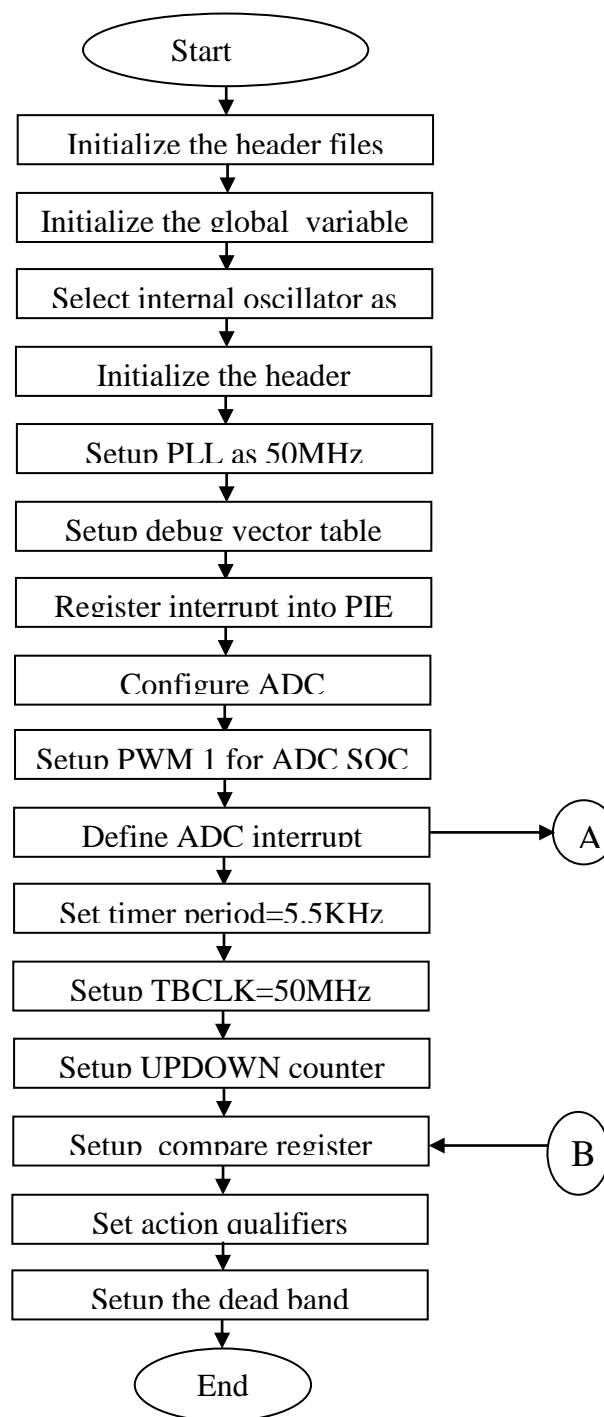 Start
Initialize the header files
Initialize the global variable
Select internal oscillator as
Initialize the header
Setup PLL as 50MHz
Setup debug vector table
Register interrupt into PIE
Configure ADC
Setup PWM 1 for ADC SOC
Define ADC interrupt
A
Set timer period=5.5KHz
Setup TBCLK=50MHz
Setup UPDOWN counter
Setup compare register
B
Set action qualifiers
Setup the dead band
End